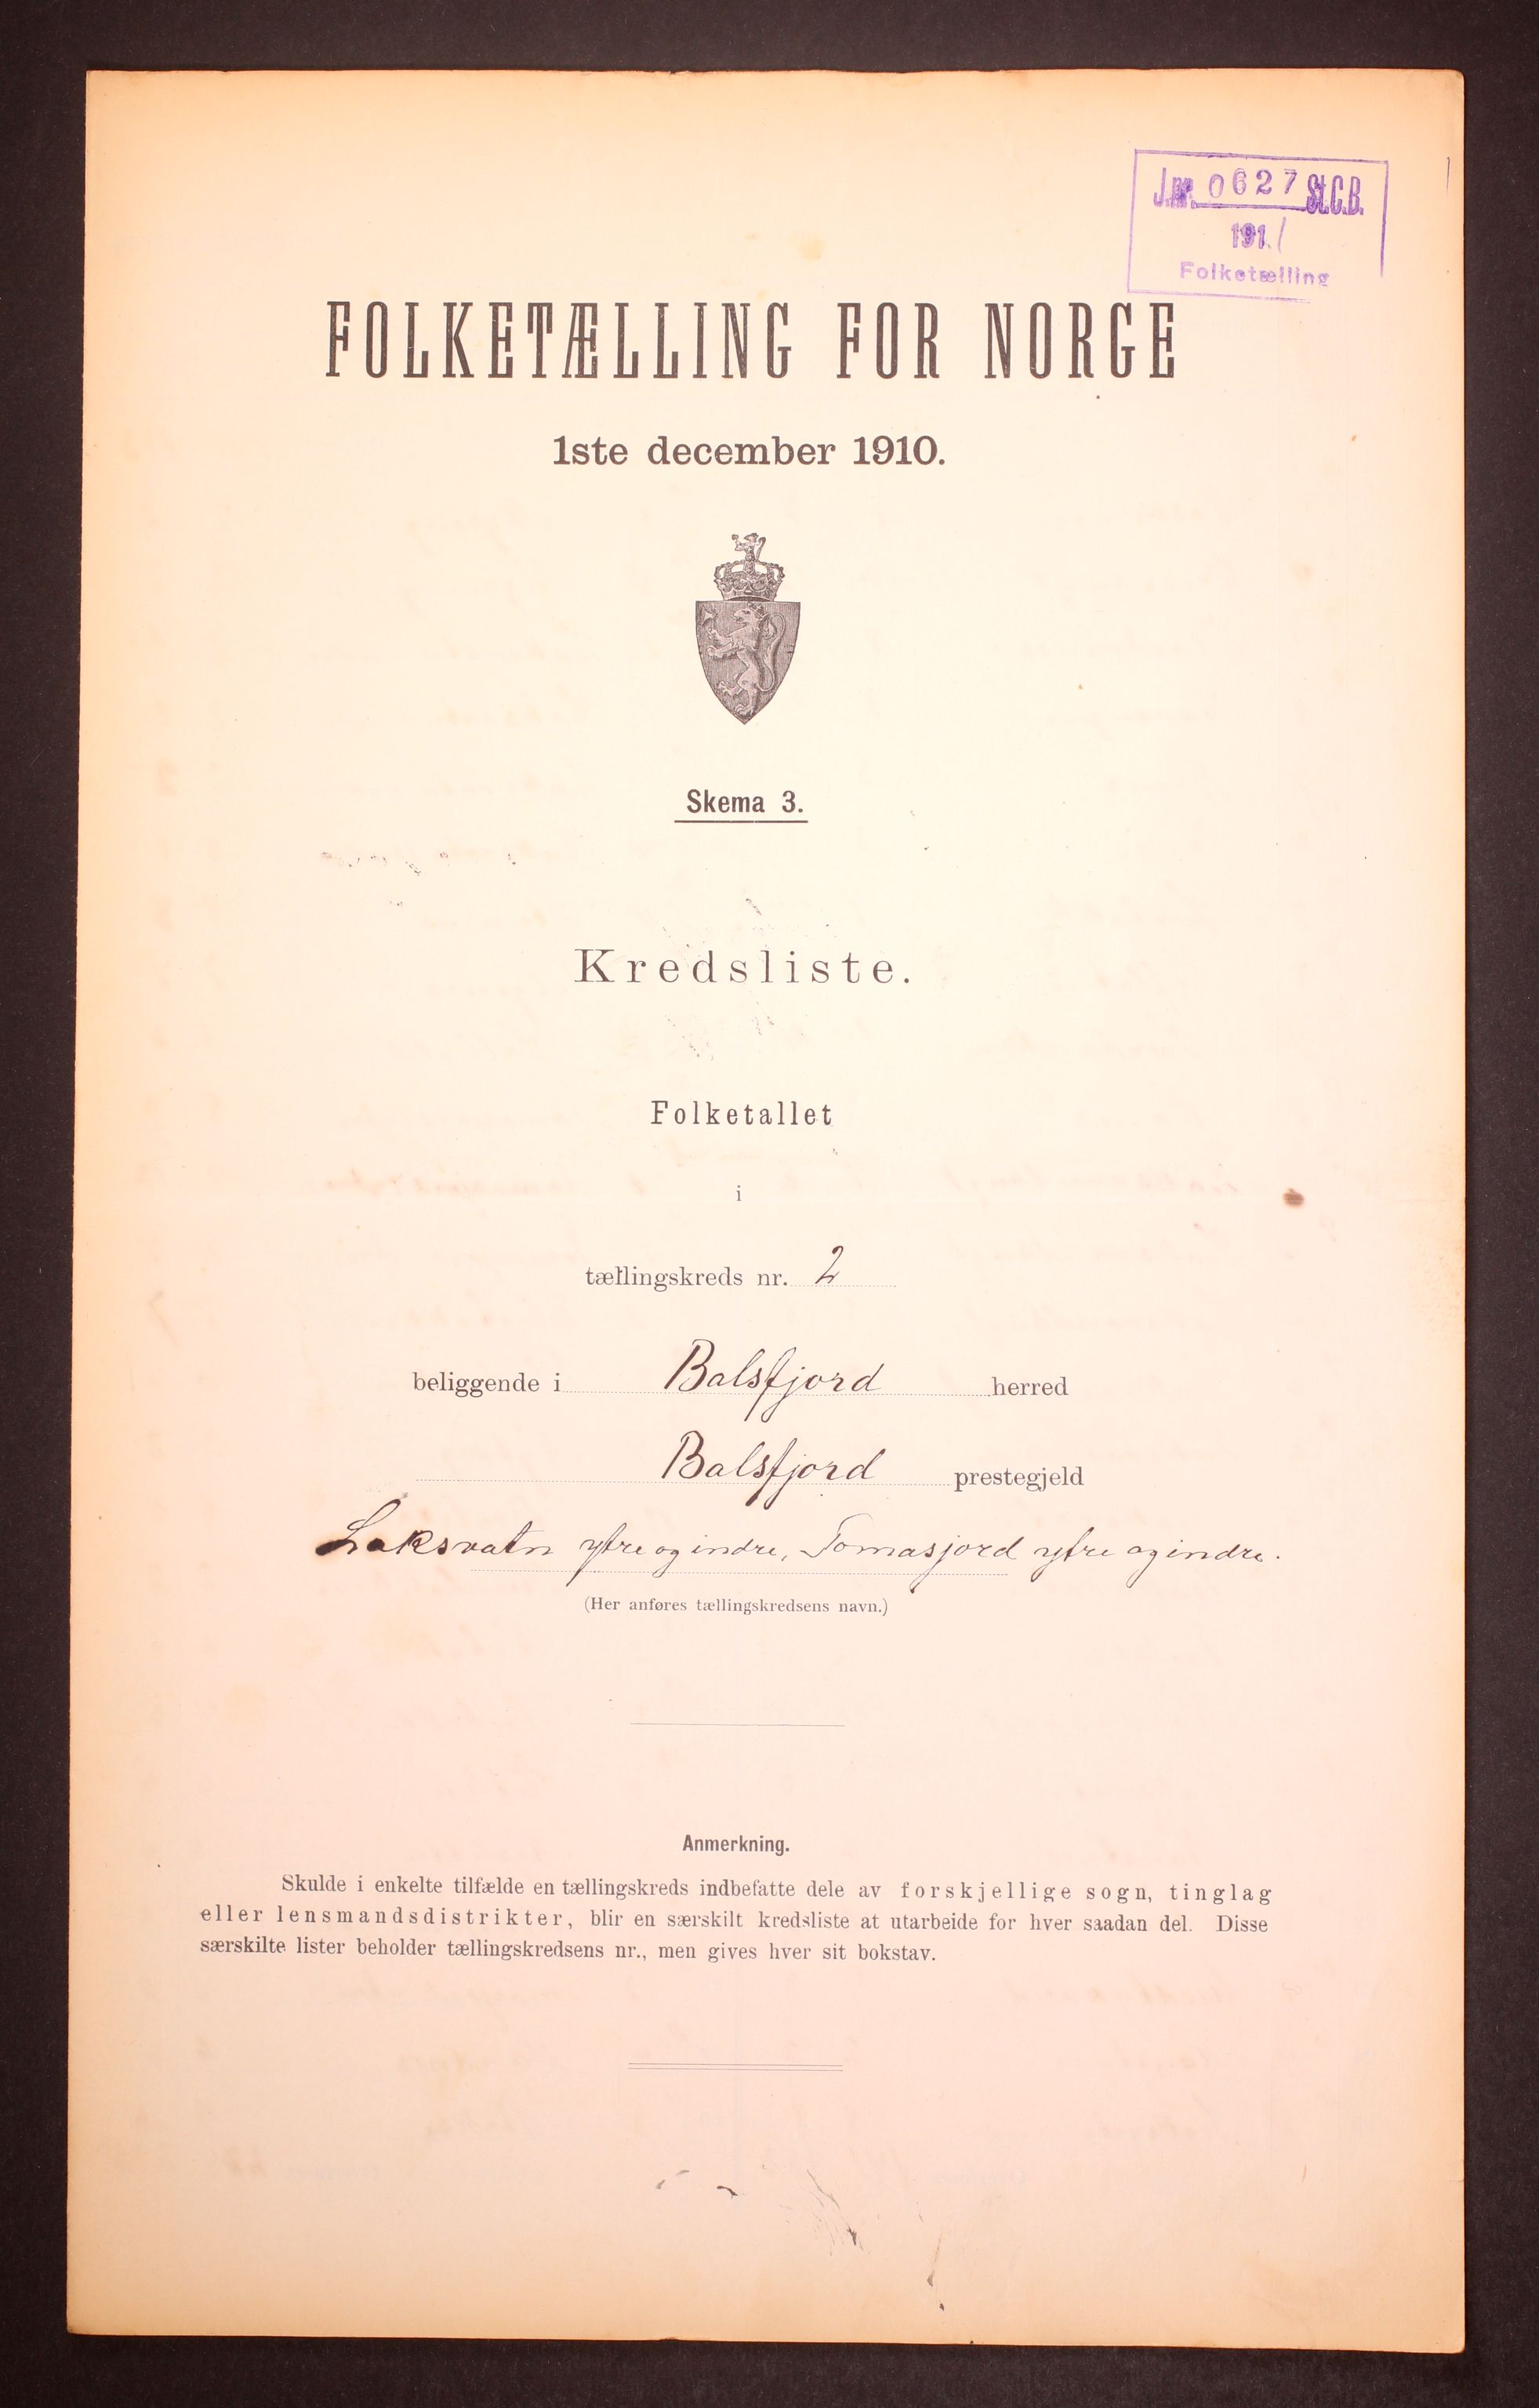 J.nr. 0627 St.C.B.
1911
Folketælling
FOLKETÆLLING FOR NORGE
1ste december 1910.
Skema 3.
Kredsliste.
Folketallet
i
tællingskreds nr. 2
beliggende i Balsfjord herred
Balsfjord prestegjeld
Laksvatn ytre og indre, Tomasjord ytre og indre.
(Her anføres tællingskredsens navn.)
Anmerkning.
Skulde i enkelte tilfælde en tællingskreds indbefatte dele av forskjellige sogn, tinglag
eller lensmandsdistrikter, blir en særskilt kredsliste at utarbeide for hver saadan del. Disse
særskilte lister beholder tællingskredsens nr., men gives hver sit bokstav.